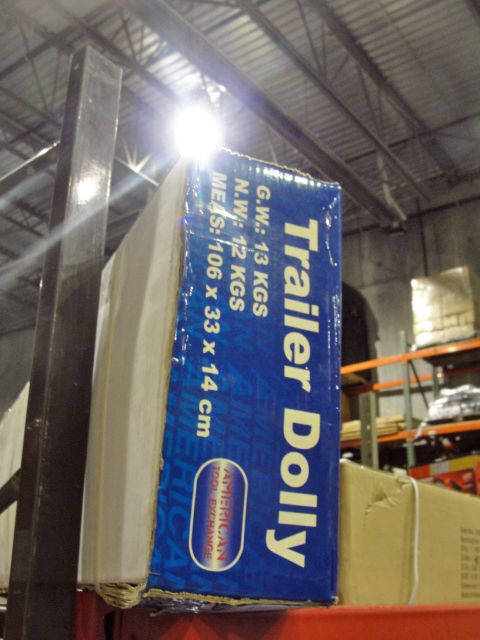 Trailer Dolly
G.W.: 13 KGS
N.W.: 12 KGS
MEAS: 106 x 33 x 14 cm
AMERICAN
TOOL EXCHANGE